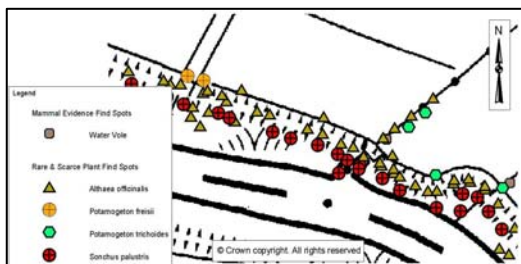 N
Legend
Mammal Evidence Find Spots
Water Vole
Rare & Scarce Plant Find Spots
Althaea officinalis
Potamogeton freisii
Potamogeton trichoides
Sonchus palustris
© Crown copyright. All rights reserved